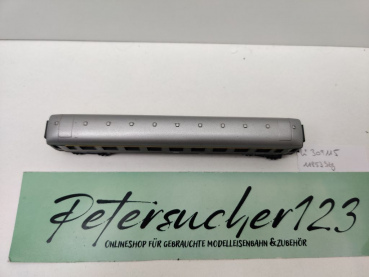 Petersucher123
ONLINESHOP FÜR GEBRAUCHTE MODELLEISENBAHN & ZUBEHÖR